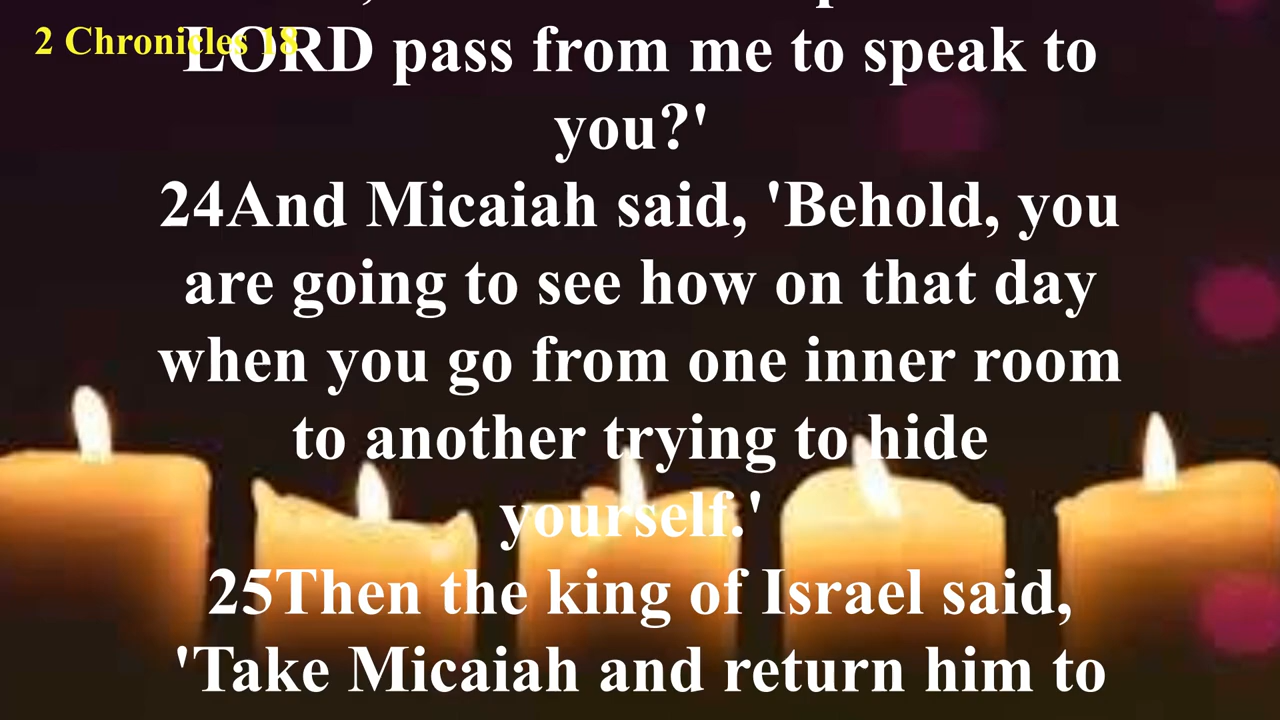 2 Chronicles 18
LORD pass from me to speak to
you?'
24And Micaiah said, 'Behold, you
are going to see how on that day
when you go from one inner room
to another trying to hide
yourself.'
25Then the king of Israel said,
'Take Micaiah and return him to